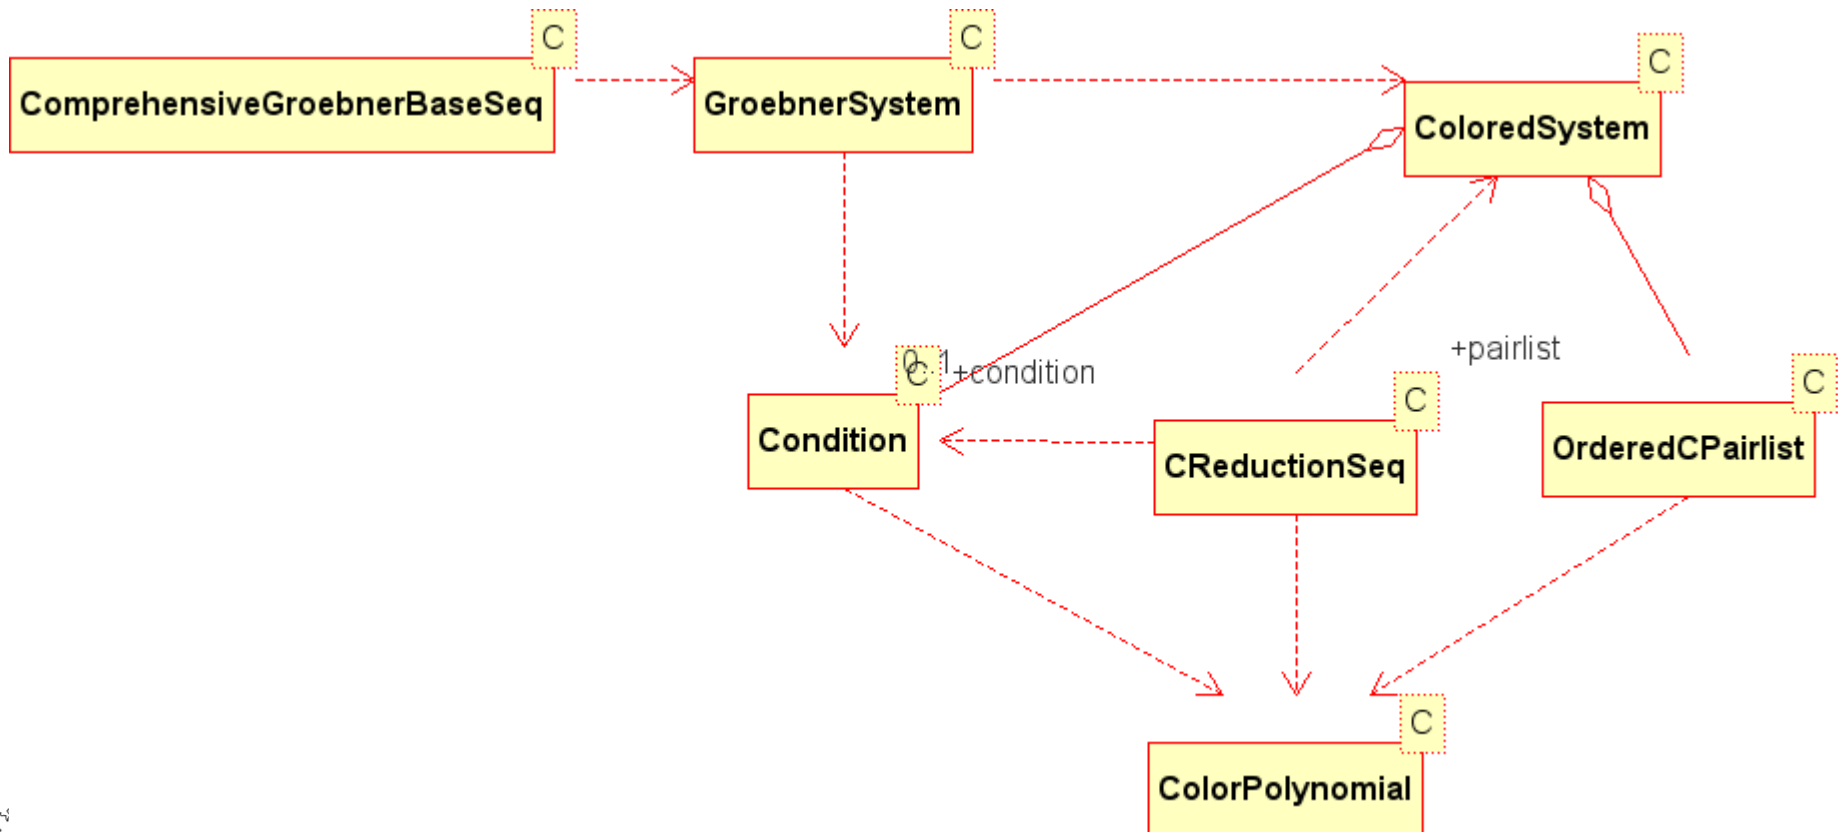 C
C
C
ComprehensiveGroebnerBaseSeq
GroebnerSystem
ColoredSystem
0..1
C
+condition
+pairlist
C
C
Condition
CReductionSeq
OrderedCPairlist
C
ColorPolynomial